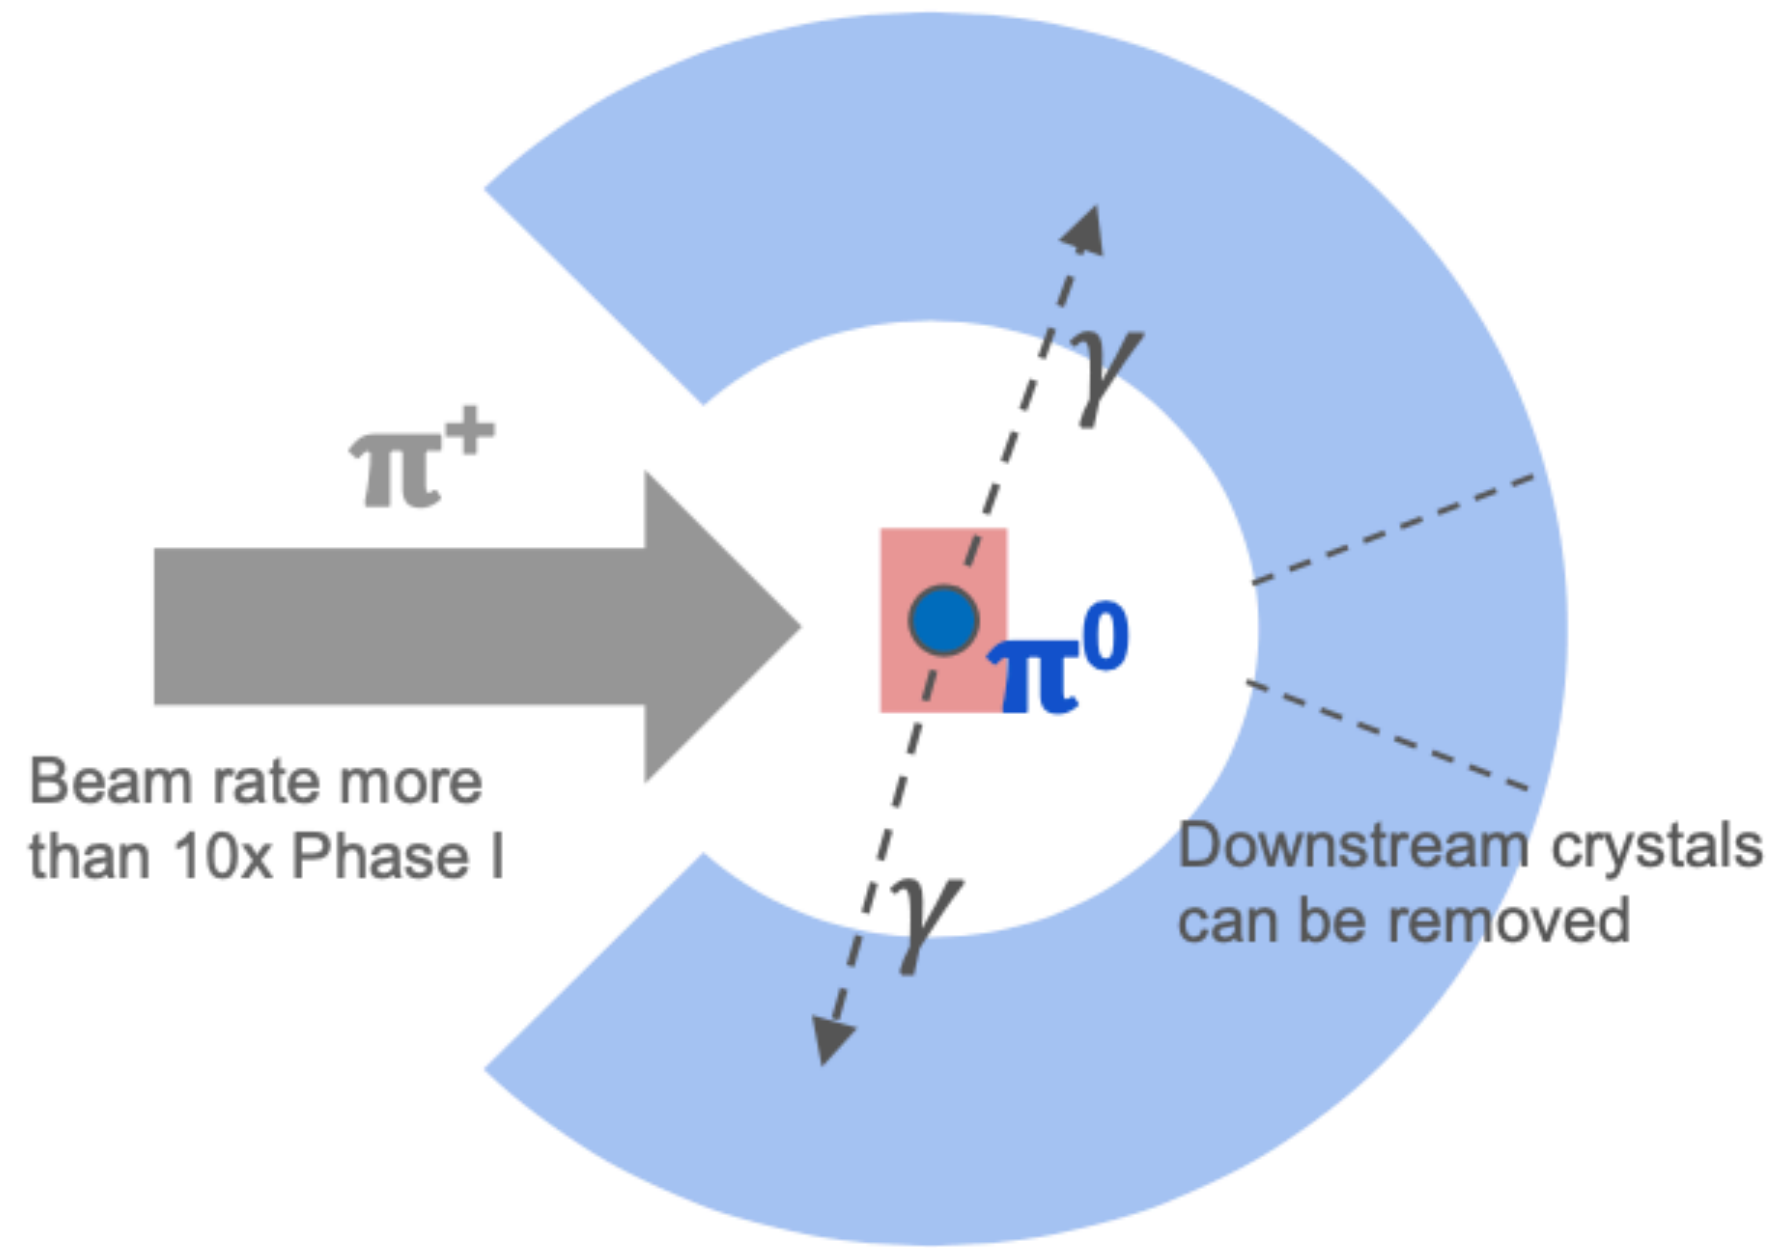 γ
π⁺
π⁰
Beam rate more
than 10x Phase I
γ
Downstream crystals
can be removed